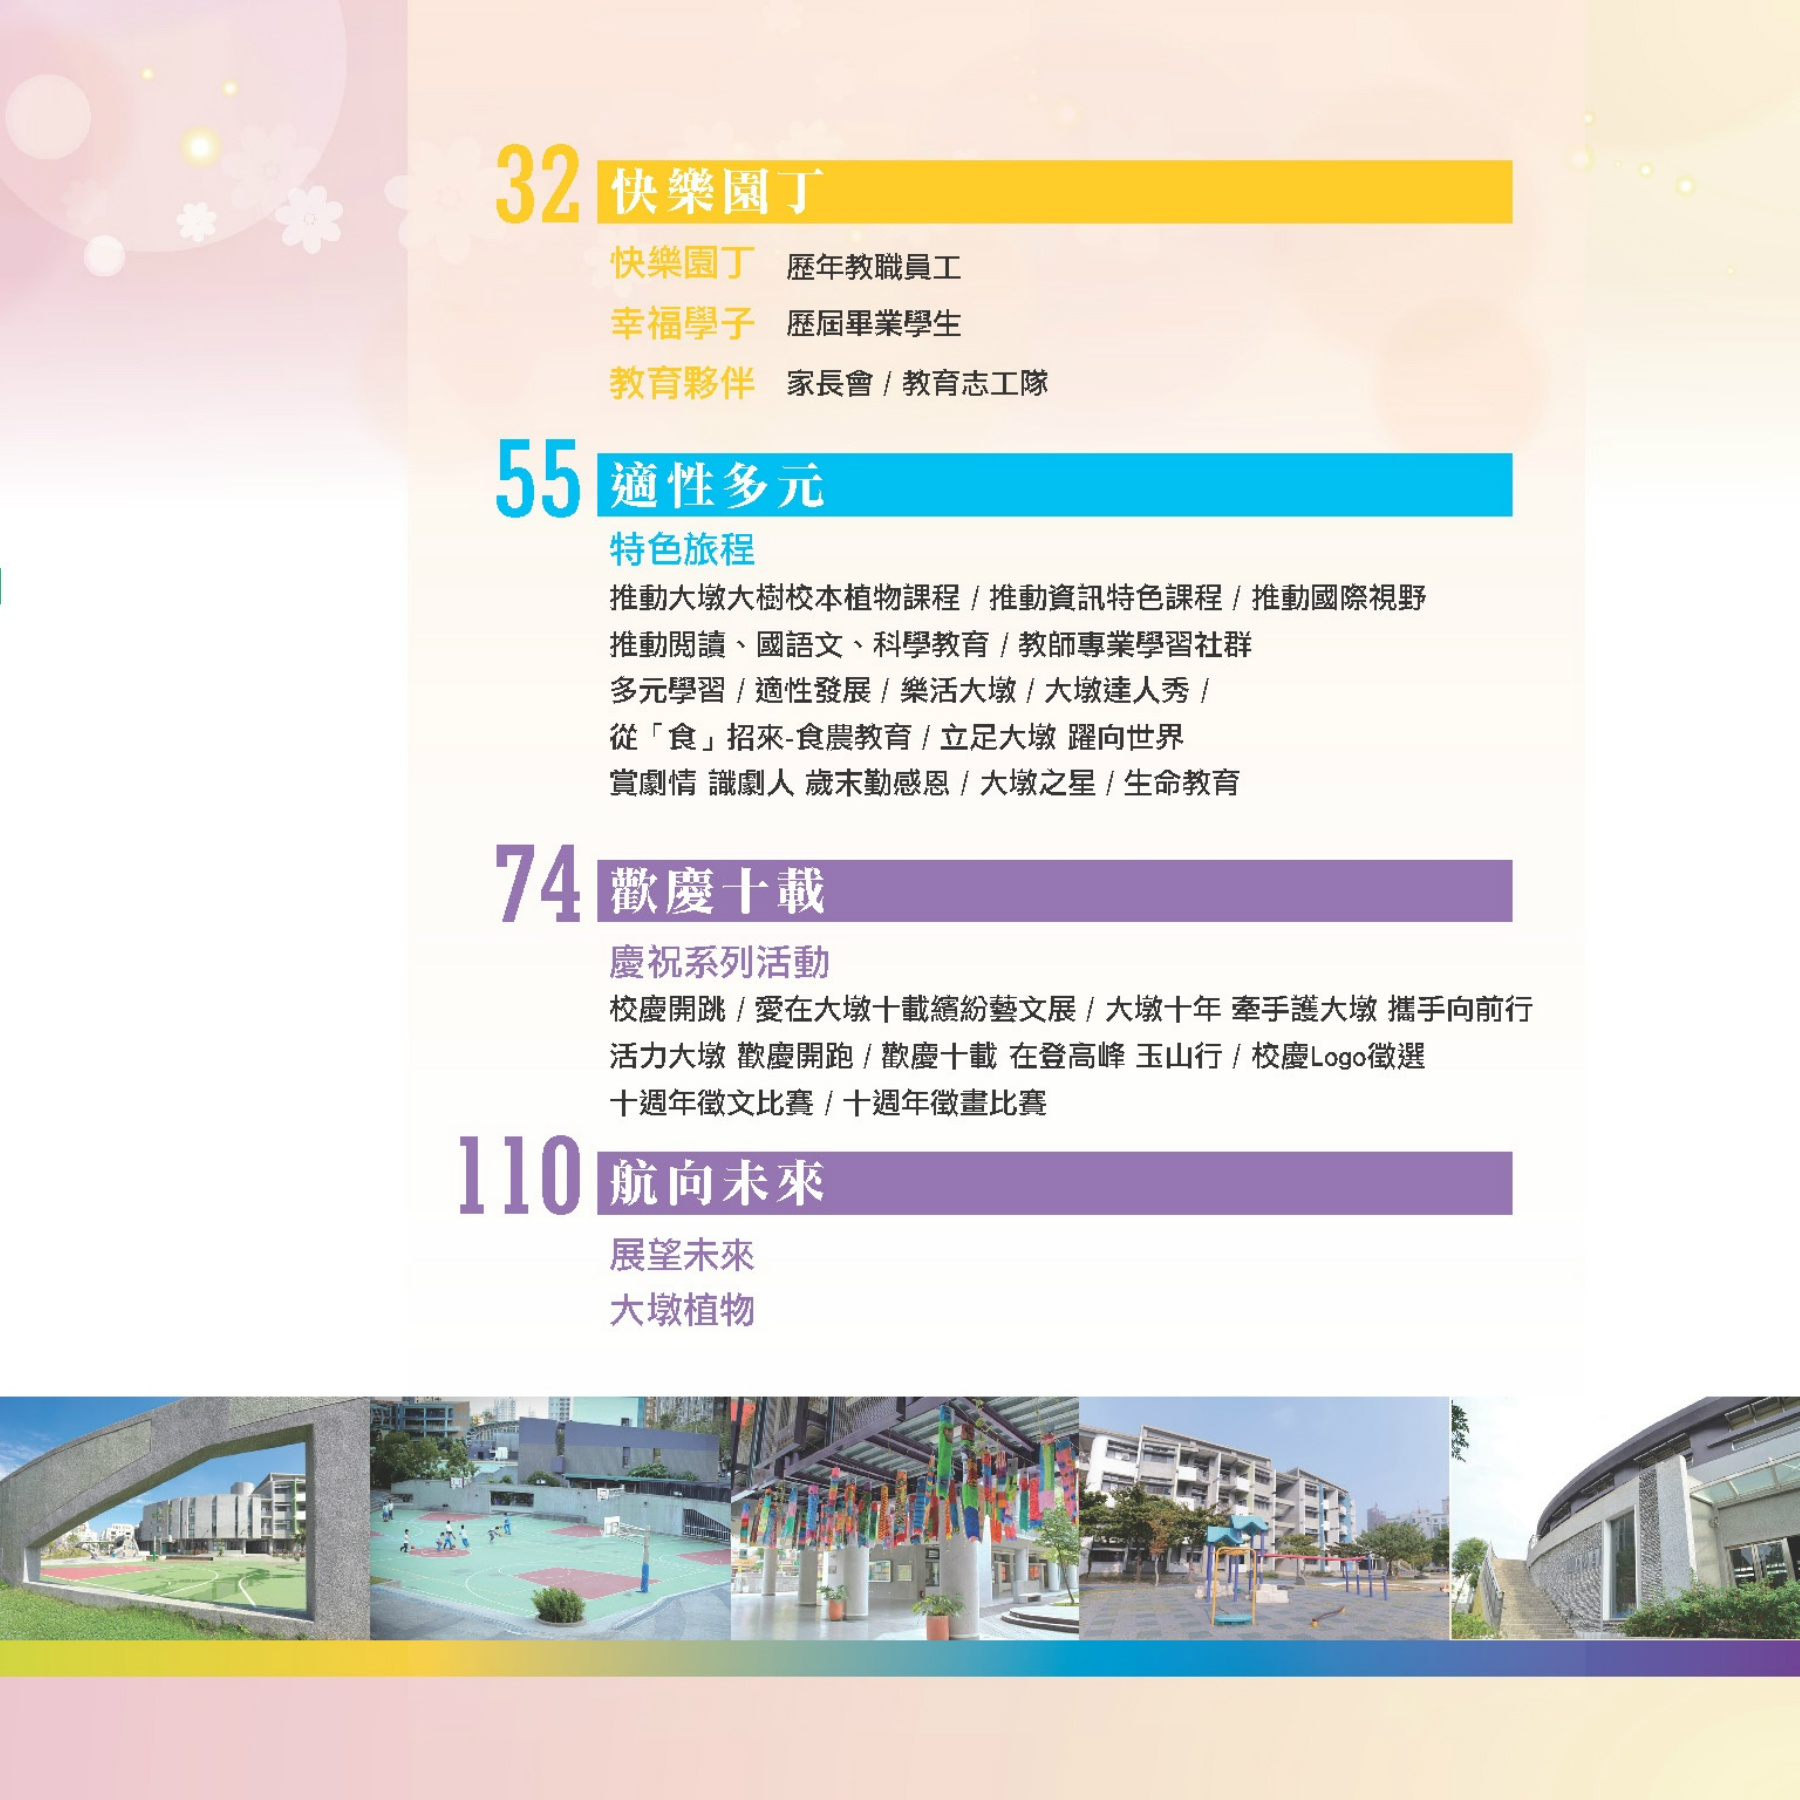 32 快樂園丁
快樂園丁 歷年教職員工
幸福學子 歷屆畢業學生
教育夥伴 家長會 / 教育志工隊
55 適性多元
特色旅程
推動大墩大樹校本植物課程 / 推動資訊特色課程 / 推動國際視野
推動閱讀、國語文、科學教育 / 教師專業學習社群
多元學習 / 適性發展 / 樂活大墩 / 大墩達人秀 /
從「食」招來-食農教育 / 立足大墩 躍向世界
賞劇情 識劇人 歲末勤感恩 / 大墩之星 / 生命教育
74 歡慶十載
慶祝系列活動
校慶開跳 / 愛在大墩十載繽紛藝文展 / 大墩十年 牽手護大墩 攜手向前行
活力大墩 歡慶開跑 / 歡慶十載 在登高峰 玉山行 / 校慶Logo徵選
十週年徵文比賽 / 十週年徵畫比賽
110 航向未來
展望未來
大墩植物